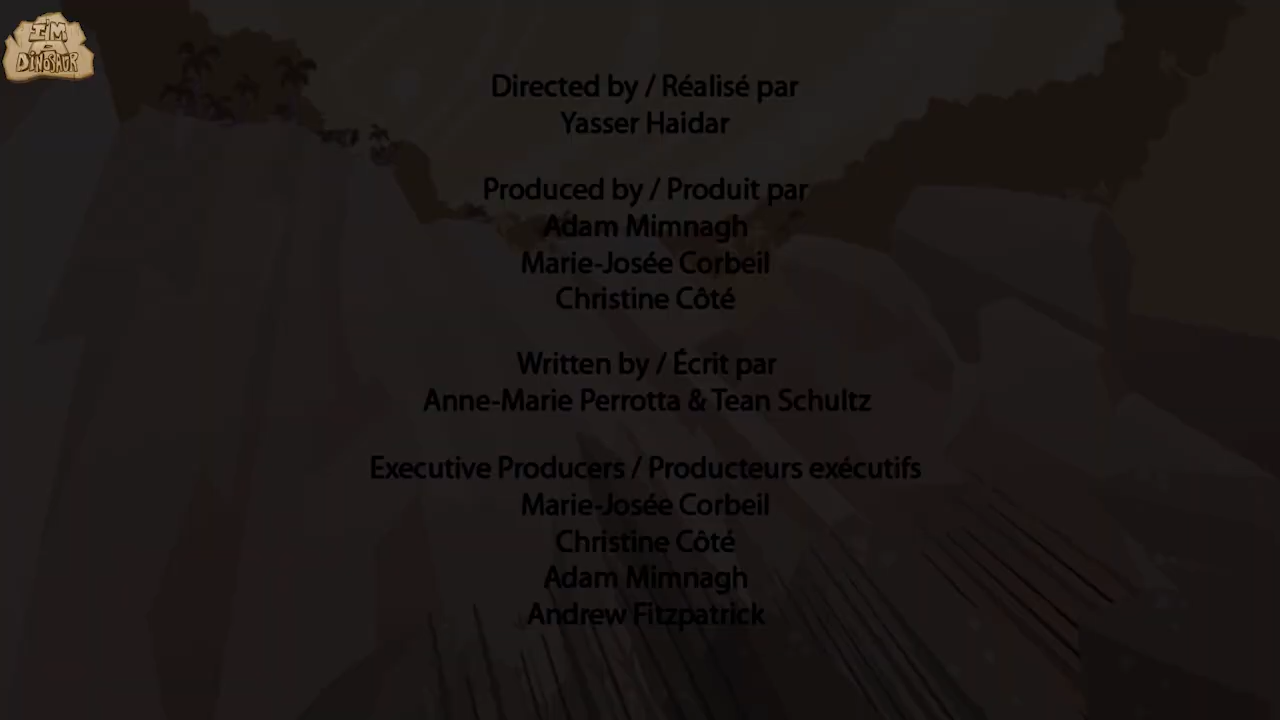 I'M
A
DINOSAUR
Directed by / Réalisé par
Yasser Haidar
Produced by / Produit par
Adam Mimnagh
Marie-Josée Corbeil
Christine Côté
Written by / Écrit par
Anne-Marie Perrotta & Tean Schultz
Executive Producers / Producteurs exécutifs
Marie-Josée Corbeil
Christine Côté
Adam Mimnagh
Andrew Fitzpatrick